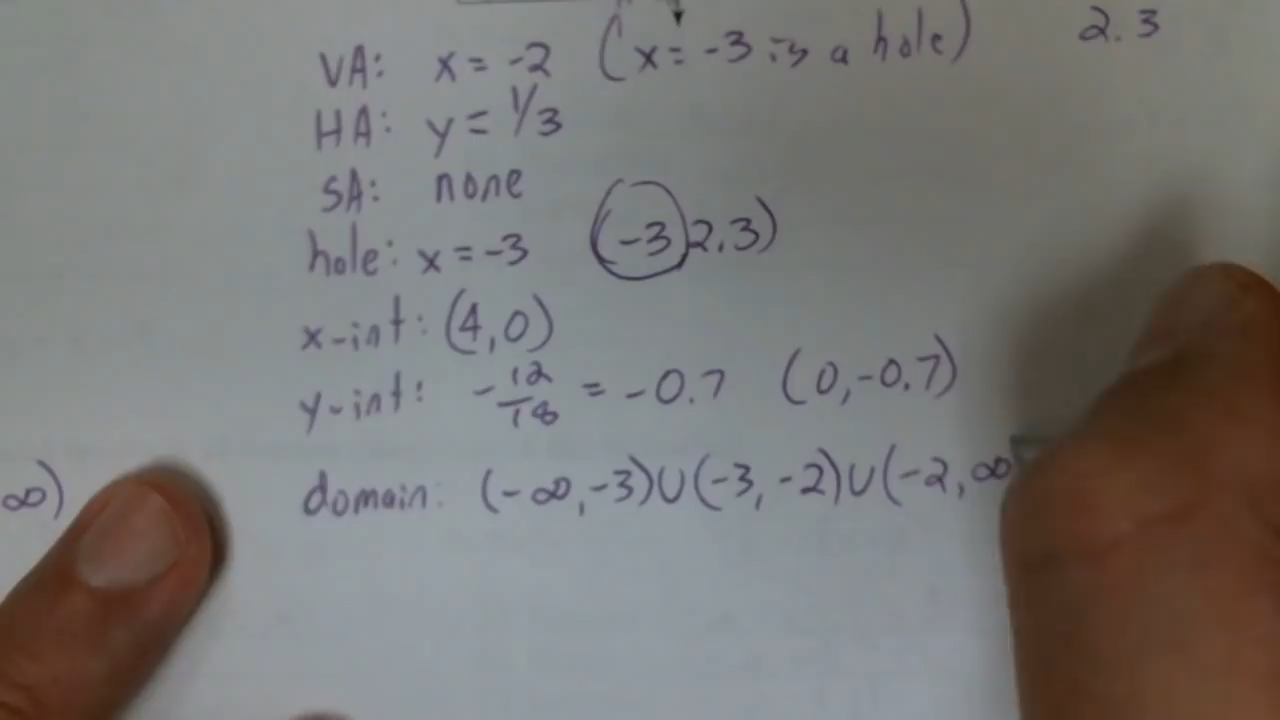 VA: x = -2 (x = -3 is a hole) 2.3
HA: y = 1/3
SA: none
hole: x = -3 (-3 2.3)
x-int: (4,0)
y-int: -12/18 = -0.7 (0,-0.7)
∞) domain: (-∞,-3)∪(-3,-2)∪(-2,∞